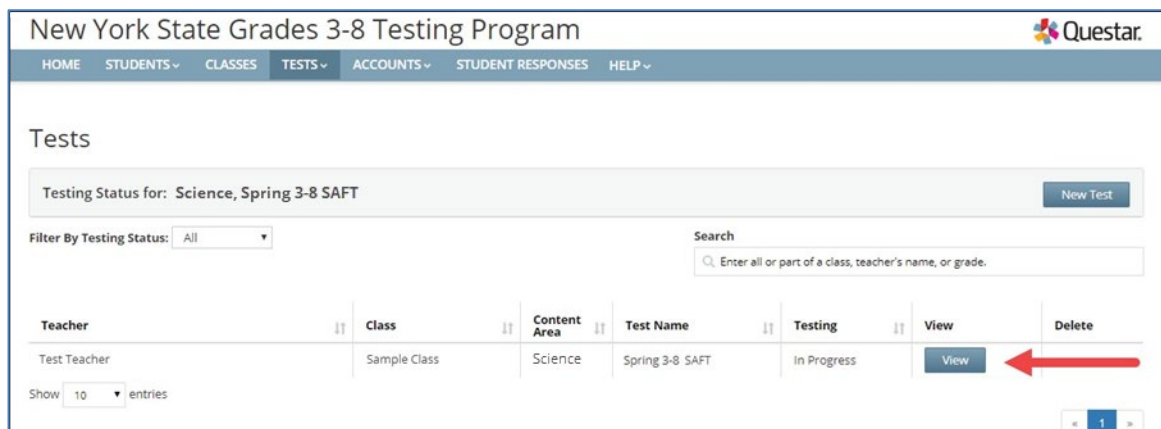 New York State Grades 3-8 Testing Program
Questar.
HOME STUDENTS CLASSES TESTS ACCOUNTS STUDENT RESPONSES HELP
Tests
Testing Status for: Science, Spring 3-8 SAFT
New Test
Filter By Testing Status: All
Search
Enter all or part of a class, teacher's name, or grade.
Teacher Class Content Area Test Name Testing View Delete
Test Teacher Sample Class Science Spring 3-8 SAFT In Progress View
Show 10 entries
« 1 »